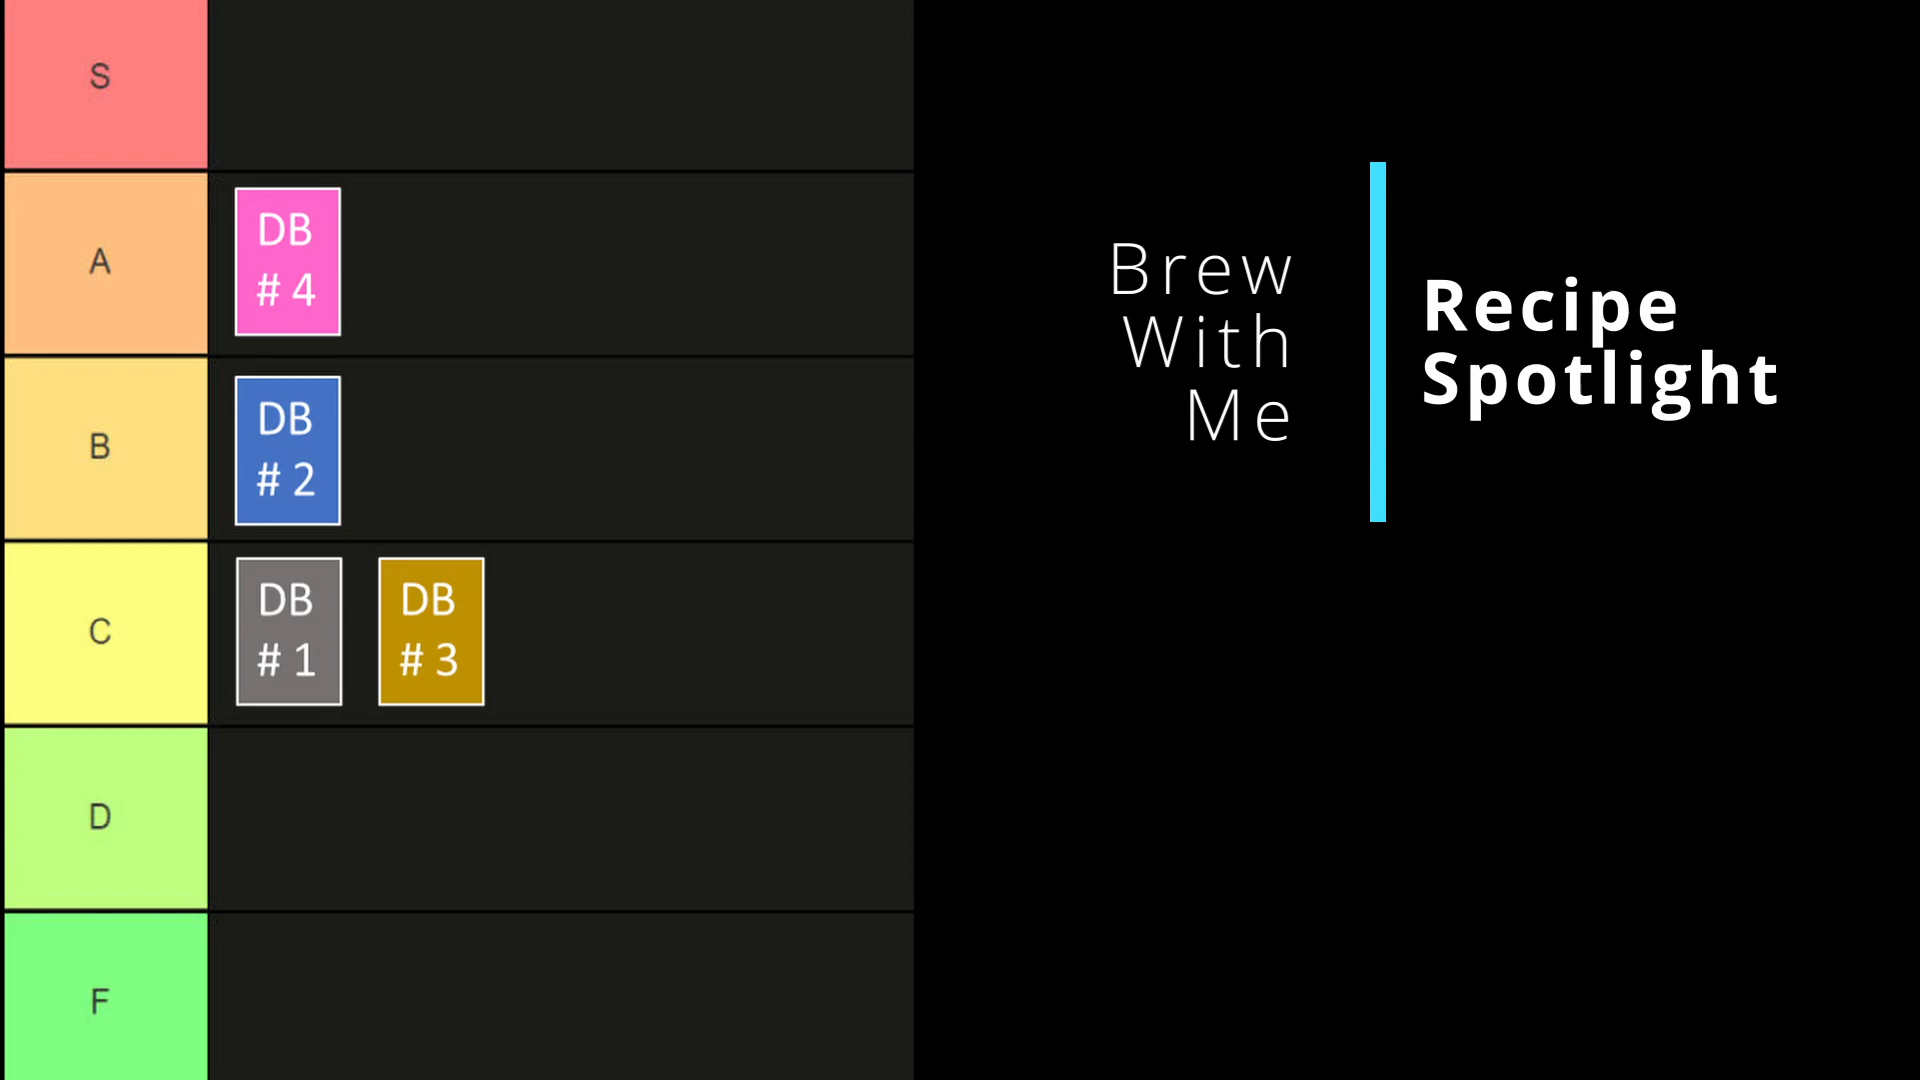 S
A
DB
# 4
B
DB
# 2
C
DB
# 1
DB
# 3
D
F
Brew
With
Me
Recipe
Spotlight